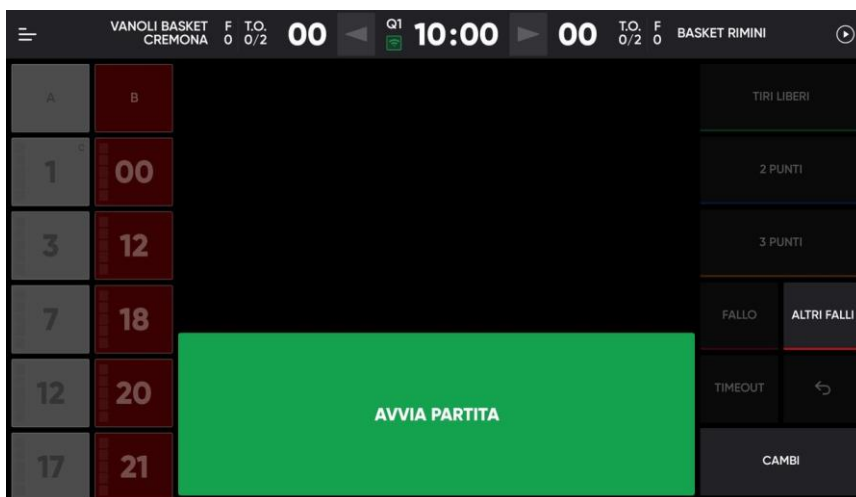 VANOLI BASKET CREMONA
F 0
T.O. 0/2
00
Q1
10:00
00
T.O. 0/2
F 0
BASKET RIMINI
A
B
TIRI LIBERI
1
C
00
2 PUNTI
3
12
3 PUNTI
7
18
FALLO
ALTRI FALLI
12
20
AVVIA PARTITA
TIMEOUT
17
21
CAMBI